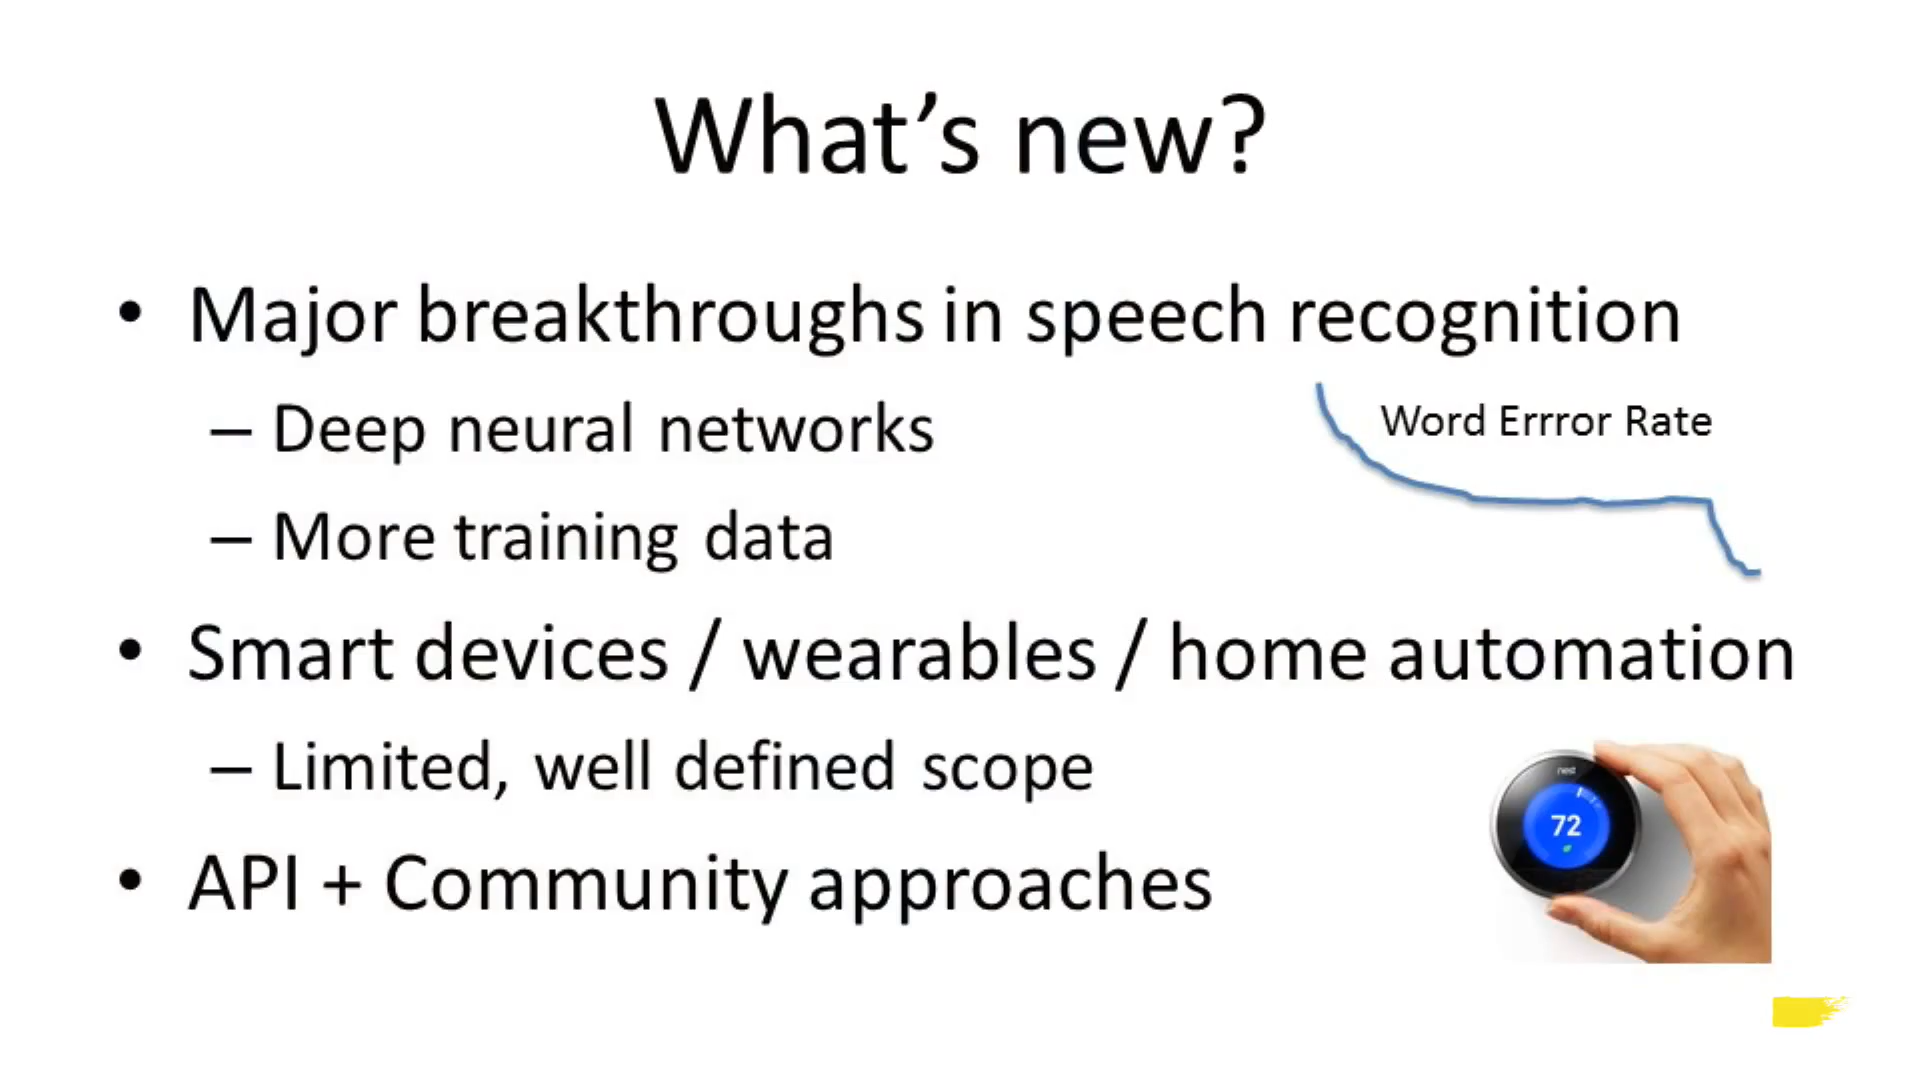 What’s new?
• Major breakthroughs in speech recognition
– Deep neural networks
Word Errror Rate
– More training data
• Smart devices / wearables / home automation
– Limited, well defined scope
nest
72
• API + Community approaches